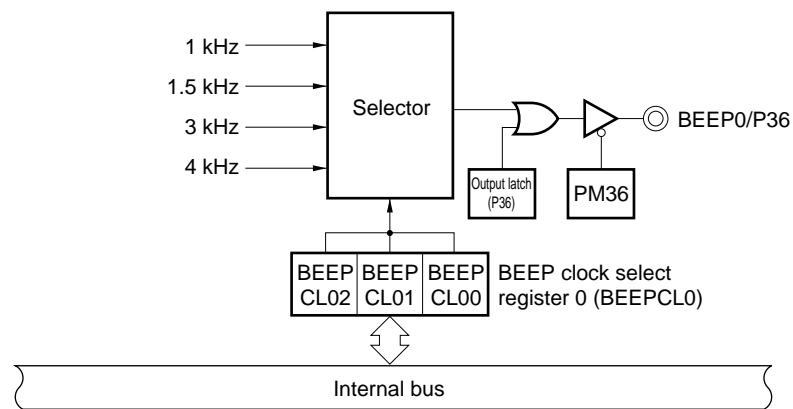 1 kHz
1.5 kHz
3 kHz
4 kHz
Selector
BEEP0/P36
Output latch
(P36)
PM36
BEEP
CL02
BEEP
CL01
BEEP
CL00
BEEP clock select
register 0 (BEEPCL0)
Internal bus